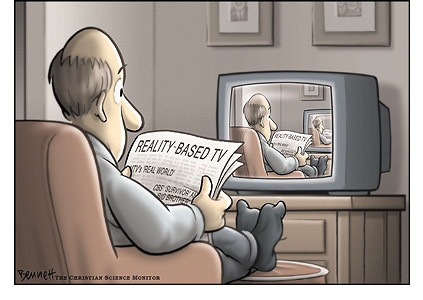 REALITY-BASED TV
REALITY-BASED TV
'REAL WORLD'
CBS' SURVIVOR
BIG BROTHER
Bennett THE CHRISTIAN SCIENCE MONITOR